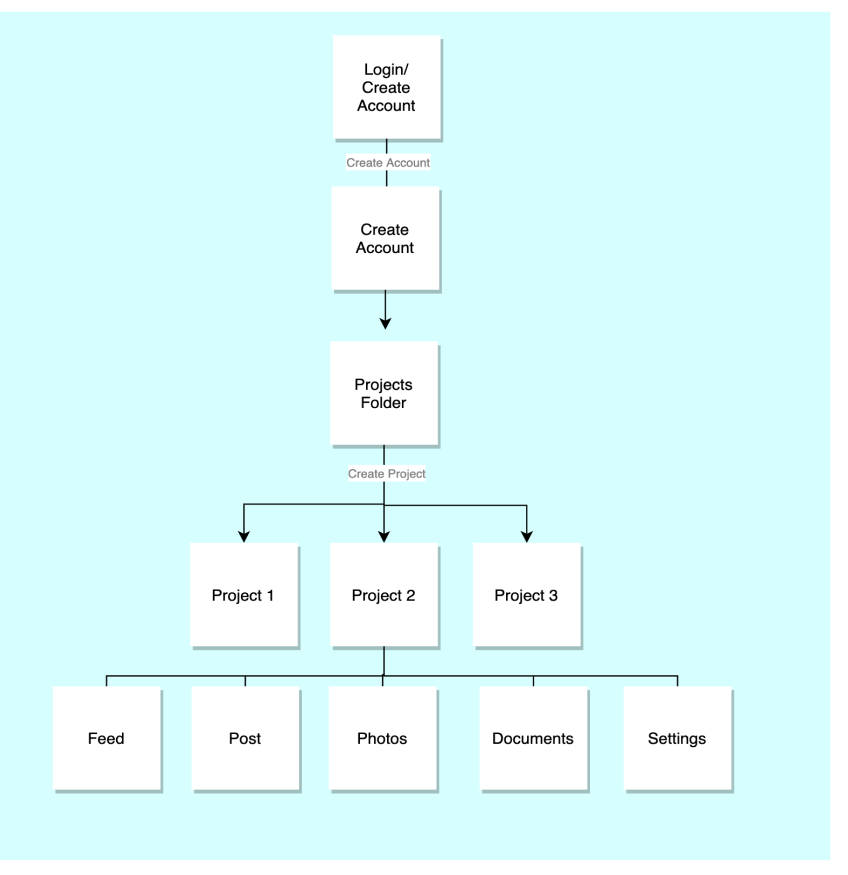 Login/
Create
Account
Create Account
Create
Account
Projects
Folder
Create Project
Project 1
Project 2
Project 3
Feed
Post
Photos
Documents
Settings